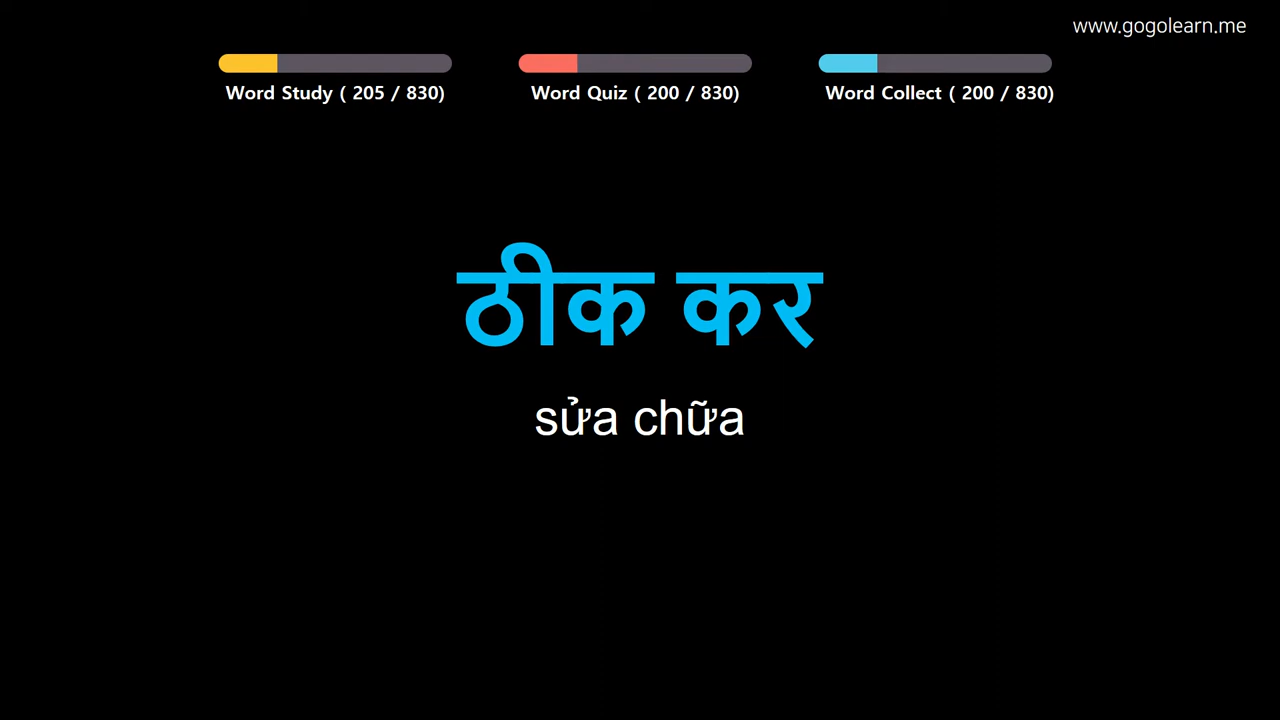 www.gogolearn.me
Word Study ( 205 / 830)
Word Quiz ( 200 / 830)
Word Collect ( 200 / 830)
ठीक कर
sửa chữa